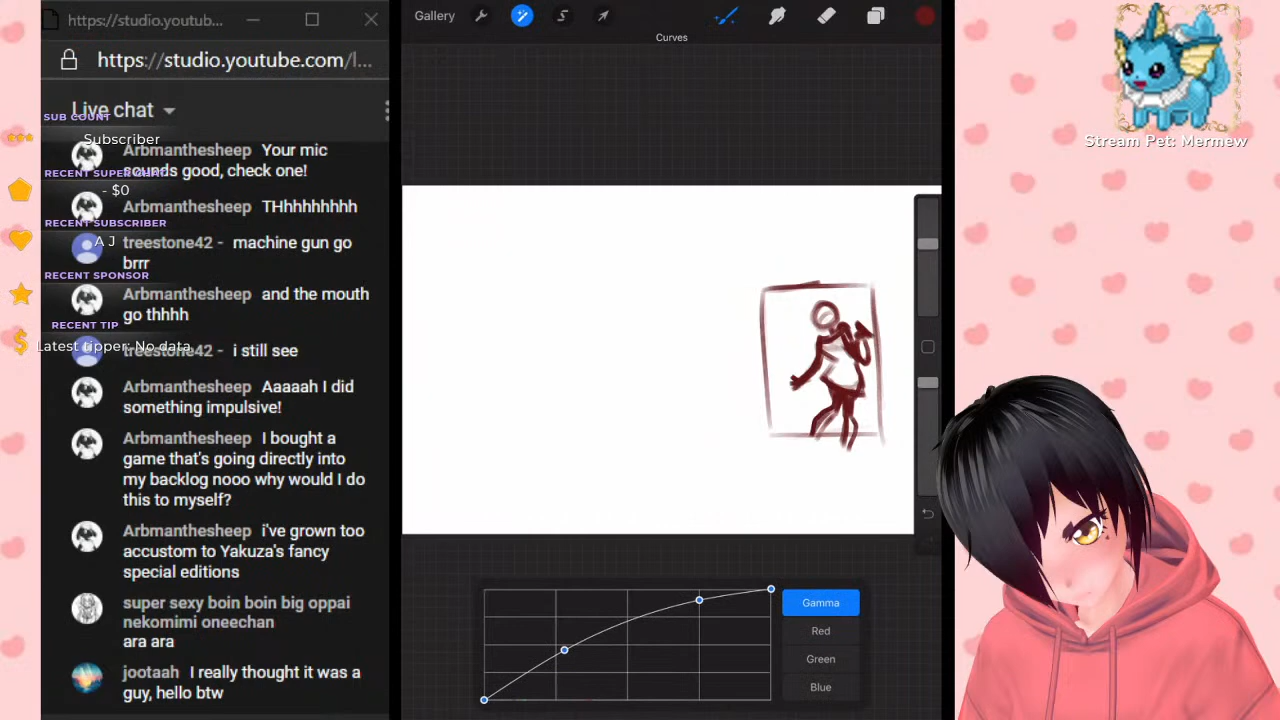 https://studio.youtub...
https://studio.youtube.com/l...
Live chat
SUB COUNT
Subscriber
Arbmanthesheep Your mic
sounds good, check one!
RECENT SUPER CHAT
- $0
Arbmanthesheep THhhhhhhhh
RECENT SUBSCRIBER
A J
treestone42 - machine gun go
brrr
RECENT SPONSOR
Arbmanthesheep and the mouth
go thhhh
RECENT TIP
Latest tipper: No data
treestone42 - i still see
Arbmanthesheep Aaaaah I did
something impulsive!
Arbmanthesheep I bought a
game that's going directly into
my backlog nooo why would I do
this to myself?
Arbmanthesheep i've grown too
accustom to Yakuza's fancy
special editions
super sexy boin boin big oppai
nekomimi oneechan
ara ara
jootaah I really thought it was a
guy, hello btw
Gallery
Curves
Gamma
Red
Green
Blue
Stream Pet: Mermew